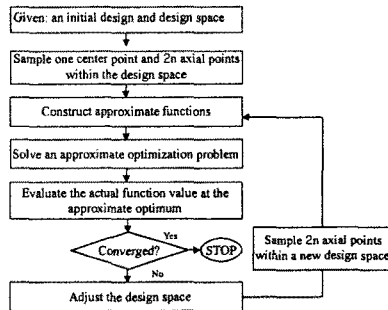 Given: an initial design and design space
Sample one center point and 2n axial points
within the design space
Construct approximate functions
Solve an approximate optimization problem
Evaluate the actual function value at the
approximate optimum
Converged?
Yes
STOP
No
Adjust the design space
Sample 2n axial points
within a new design space